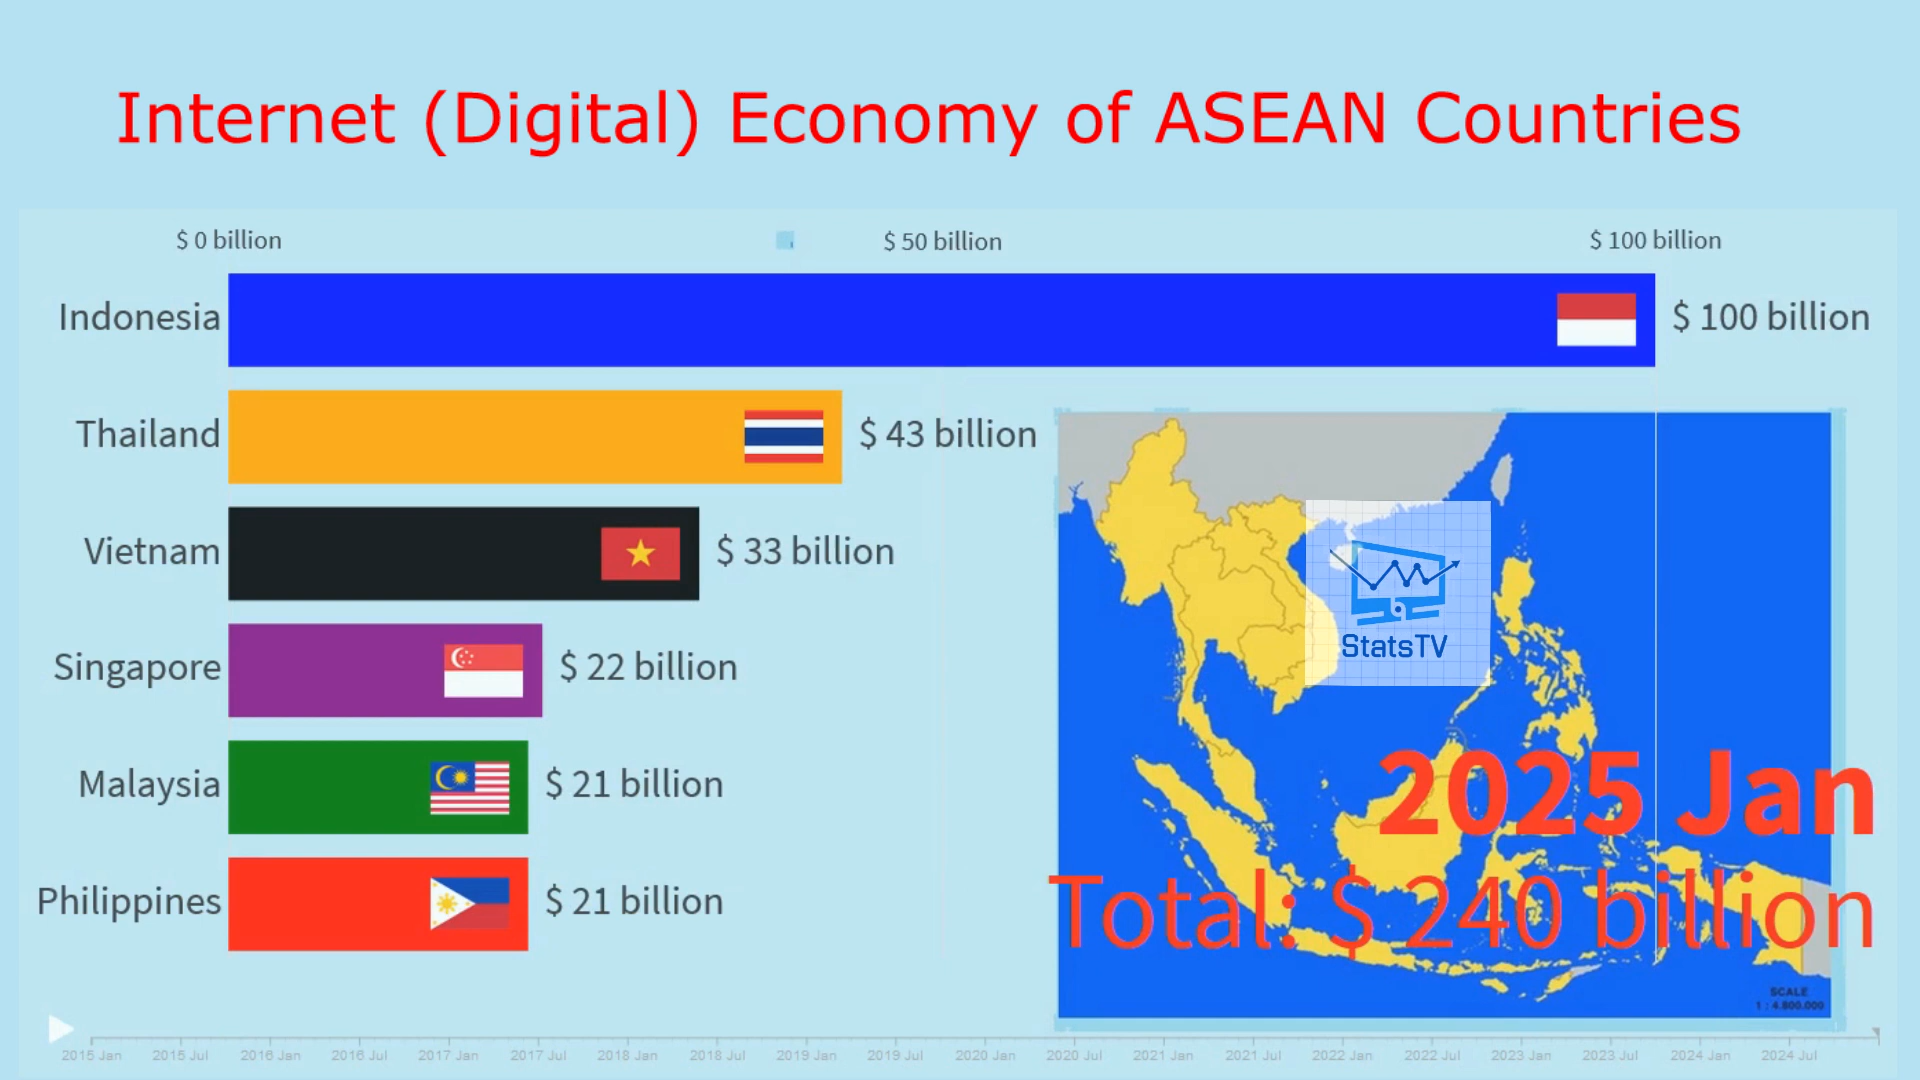 Internet (Digital) Economy of ASEAN Countries
$ 0 billion
$ 50 billion
$ 100 billion
Indonesia
$ 100 billion
Thailand
$ 43 billion
Vietnam
$ 33 billion
StatsTV
Singapore
$ 22 billion
Malaysia
$ 21 billion
2025 Jan
Philippines
$ 21 billion
Total: $ 240 billion
SCALE
1 : 4.800.000
2015 Jan
2015 Jul
2016 Jan
2016 Jul
2017 Jan
2017 Jul
2018 Jan
2018 Jul
2019 Jan
2019 Jul
2020 Jan
2020 Jul
2021 Jan
2021 Jul
2022 Jan
2022 Jul
2023 Jan
2023 Jul
2024 Jan
2024 Jul